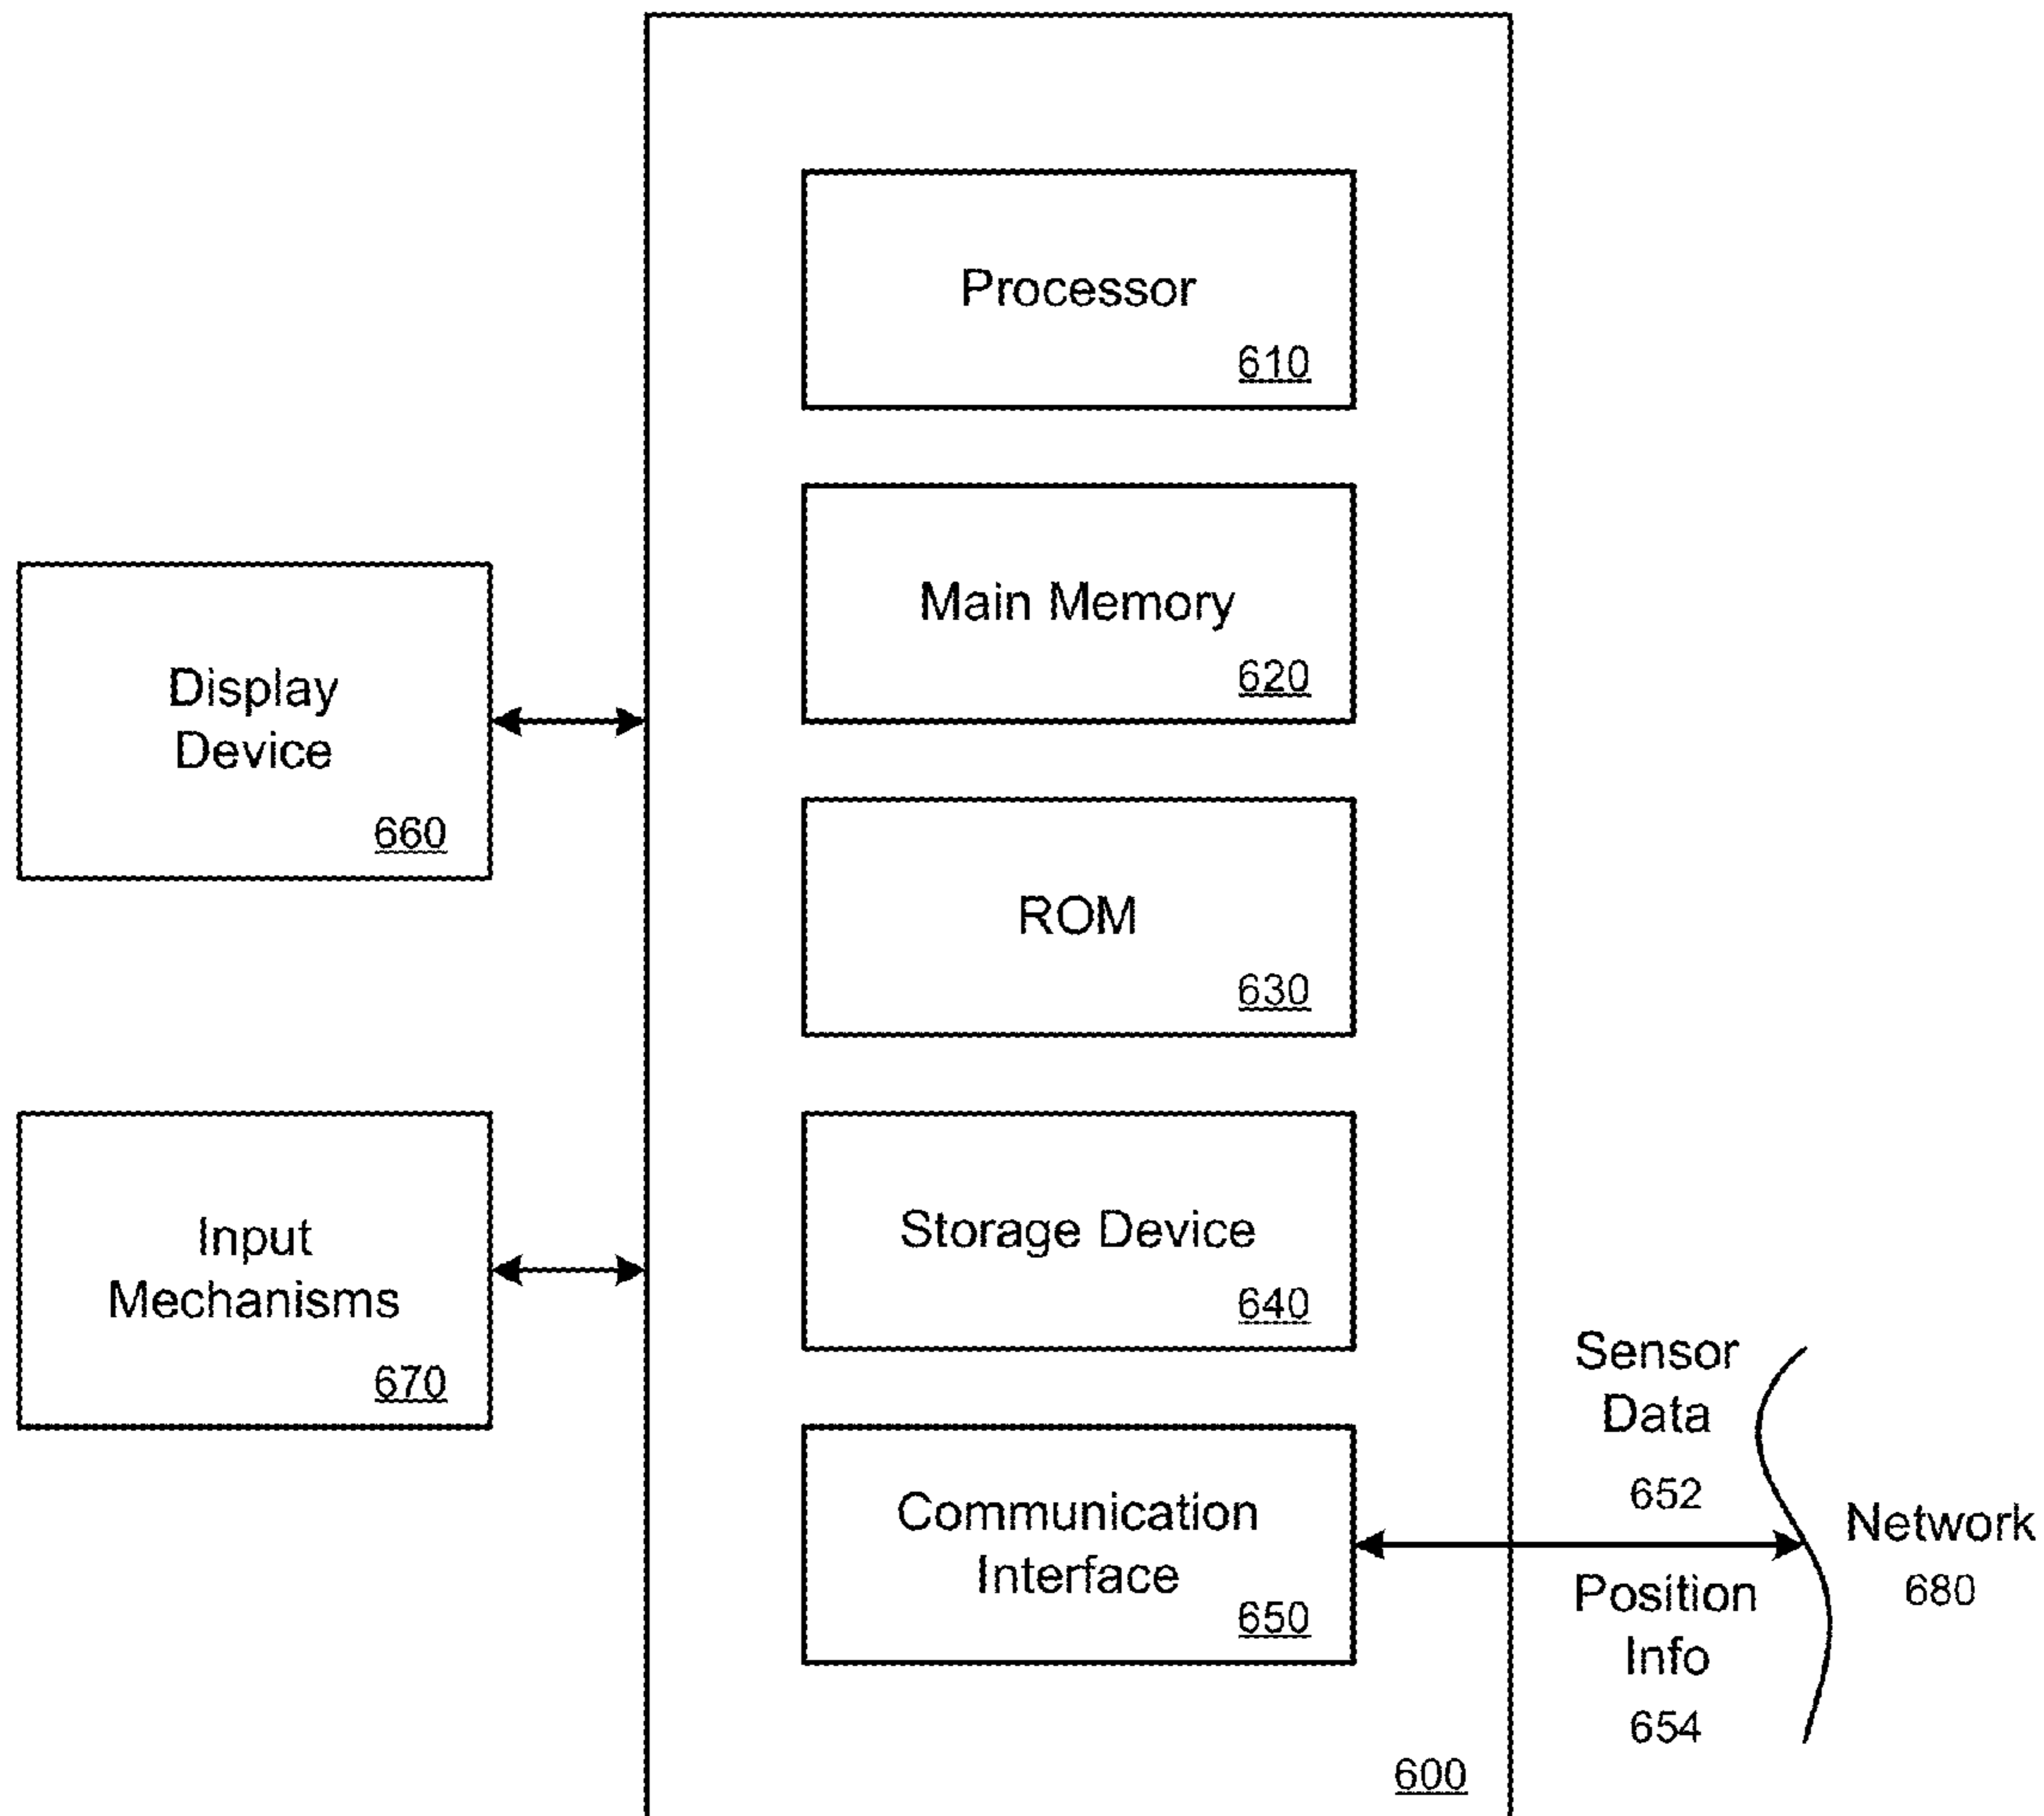 Processor
610
Main Memory
620
Display
Device
660
ROM
630
Input
Mechanisms
670
Storage Device
640
Communication
Interface
650
Sensor
Data
652
Position
Info
654
Network
680
600